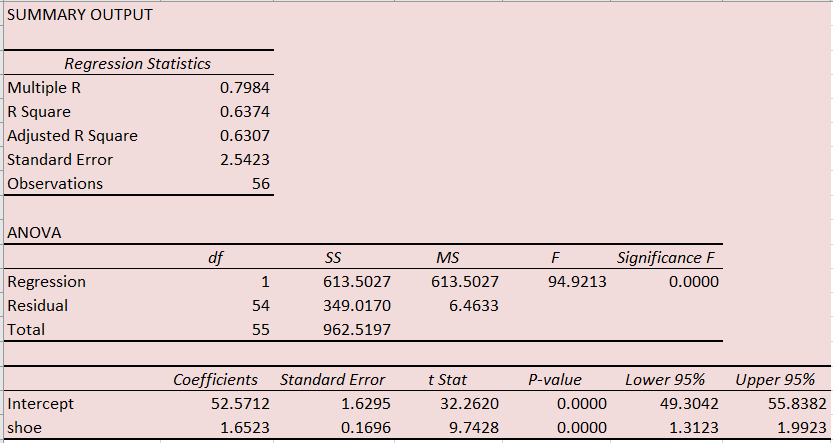 SUMMARY OUTPUT
Regression Statistics
Multiple R 0.7984
R Square 0.6374
Adjusted R Square 0.6307
Standard Error 2.5423
Observations 56
ANOVA
df SS MS F Significance F
Regression 1 613.5027 613.5027 94.9213 0.0000
Residual 54 349.0170 6.4633
Total 55 962.5197
Coefficients Standard Error t Stat P-value Lower 95% Upper 95%
Intercept 52.5712 1.6295 32.2620 0.0000 49.3042 55.8382
shoe 1.6523 0.1696 9.7428 0.0000 1.3123 1.9923